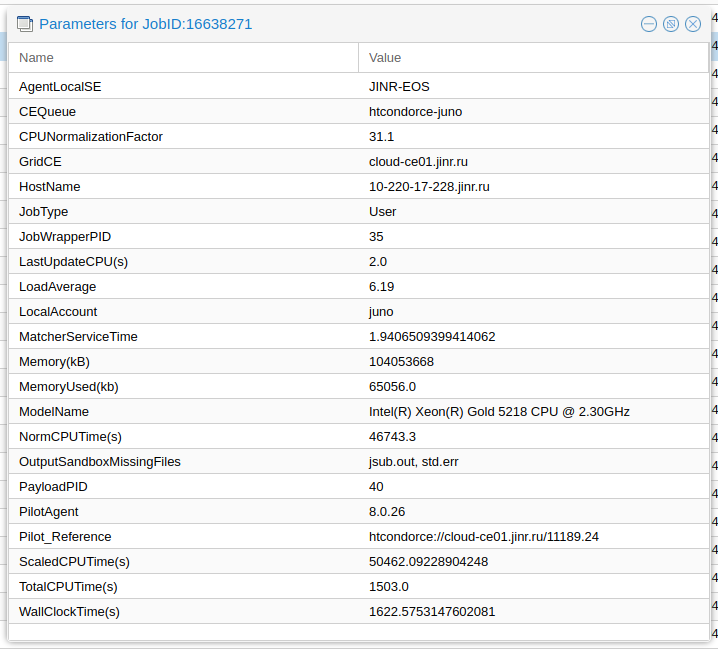 Parameters for JobID:16638271
Name Value
AgentLocalSE JINR-EOS
CEQueue htcondorce-juno
CPUNormalizationFactor 31.1
GridCE cloud-ce01.jinr.ru
HostName 10-220-17-228.jinr.ru
JobType User
JobWrapperPID 35
LastUpdateCPU(s) 2.0
LoadAverage 6.19
LocalAccount juno
MatcherServiceTime 1.9406509399414062
Memory(kB) 104053668
MemoryUsed(kb) 65056.0
ModelName Intel(R) Xeon(R) Gold 5218 CPU @ 2.30GHz
NormCPUTime(s) 46743.3
OutputSandboxMissingFiles jsub.out, std.err
PayloadPID 40
PilotAgent 8.0.26
Pilot_Reference htcondorce://cloud-ce01.jinr.ru/11189.24
ScaledCPUTime(s) 50462.09228904248
TotalCPUTime(s) 1503.0
WallClockTime(s) 1622.5753147602081